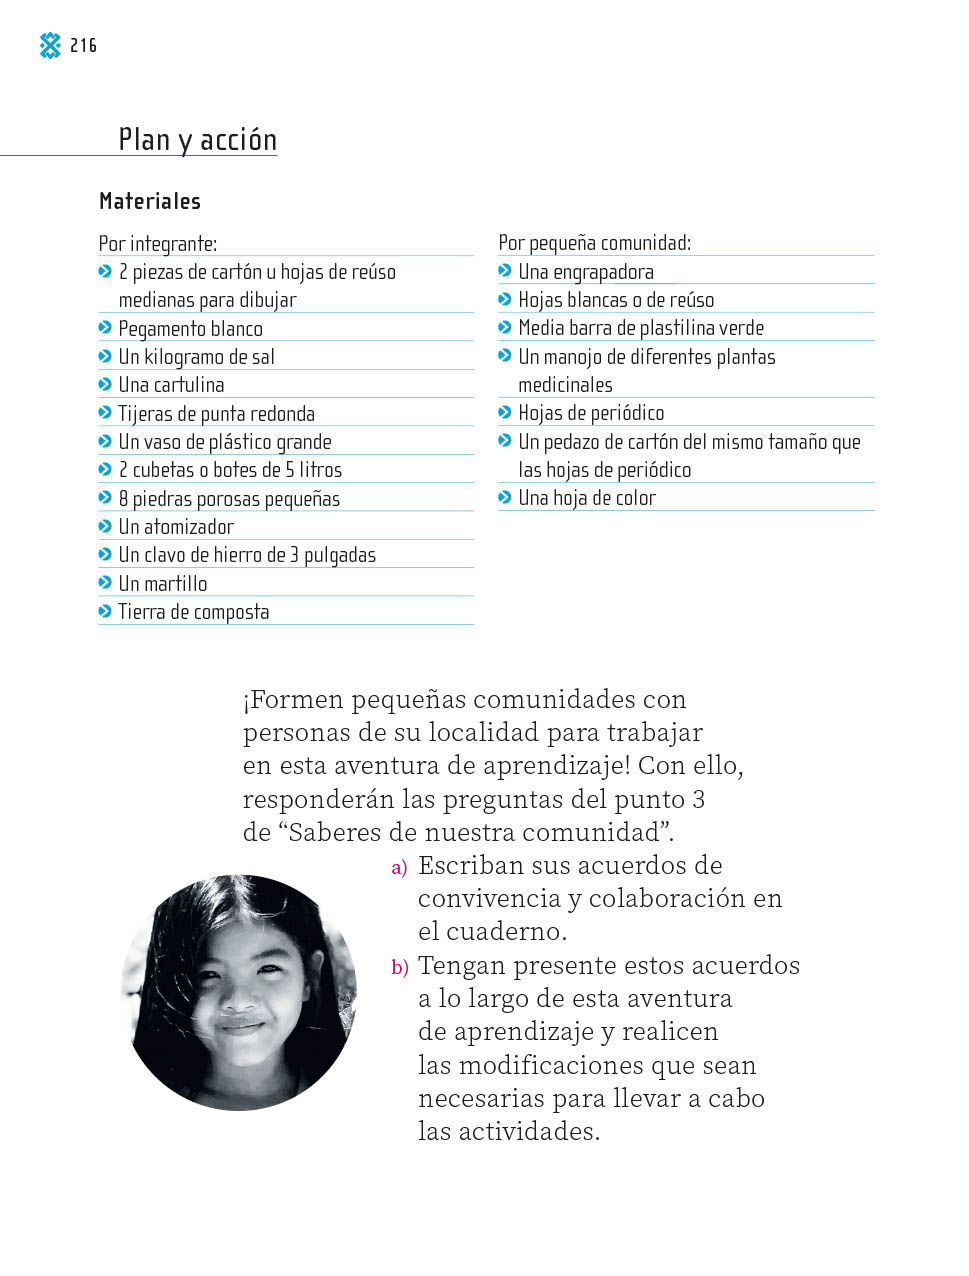 216
Plan y acción
Materiales
Por integrante:
2 piezas de cartón u hojas de reúso
medianas para dibujar
Pegamento blanco
Un kilogramo de sal
Una cartulina
Tijeras de punta redonda
Un vaso de plástico grande
2 cubetas o botes de 5 litros
8 piedras porosas pequeñas
Un atomizador
Un clavo de hierro de 3 pulgadas
Un martillo
Tierra de composta
Por pequeña comunidad:
Una engrapadora
Hojas blancas o de reúso
Media barra de plastilina verde
Un manojo de diferentes plantas
medicinales
Hojas de periódico
Un pedazo de cartón del mismo tamaño que
las hojas de periódico
Una hoja de color
¡Formen pequeñas comunidades con
personas de su localidad para trabajar
en esta aventura de aprendizaje! Con ello,
responderán las preguntas del punto 3
de “Saberes de nuestra comunidad”.
a) Escriban sus acuerdos de
convivencia y colaboración en
el cuaderno.
b) Tengan presente estos acuerdos
a lo largo de esta aventura
de aprendizaje y realicen
las modificaciones que sean
necesarias para llevar a cabo
las actividades.